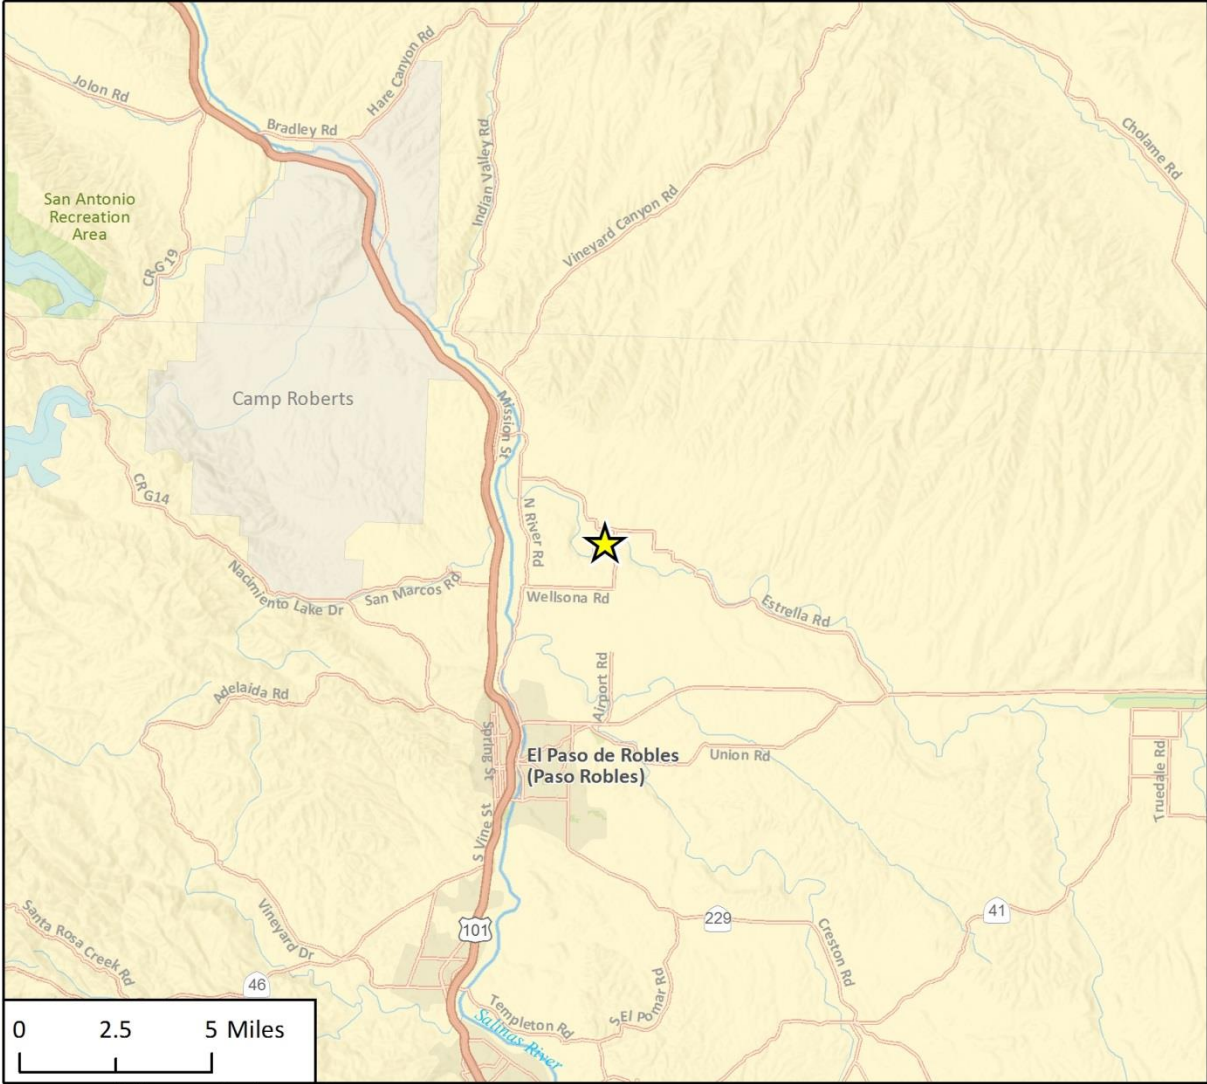 Jolon Rd
Hare Canyon Rd
Bradley Rd
Indian Valley Rd
Cholame Rd
San Antonio
Recreation
Area
Vineyard Canyon Rd
CR G 19
Camp Roberts
Mission St
CR G14
N River Rd
Nacimiento Lake Dr
San Marcos Rd
Wellsona Rd
Estrella Rd
Adelaida Rd
Airport Rd
Spring St
El Paso de Robles
(Paso Robles)
Union Rd
Truedale Rd
S Vine St
Vineyard Dr
Santa Rosa Creek Rd
101
229
41
Creston Rd
46
S El Pomar Rd
Templeton Rd
Salinas River
0 2.5 5 Miles